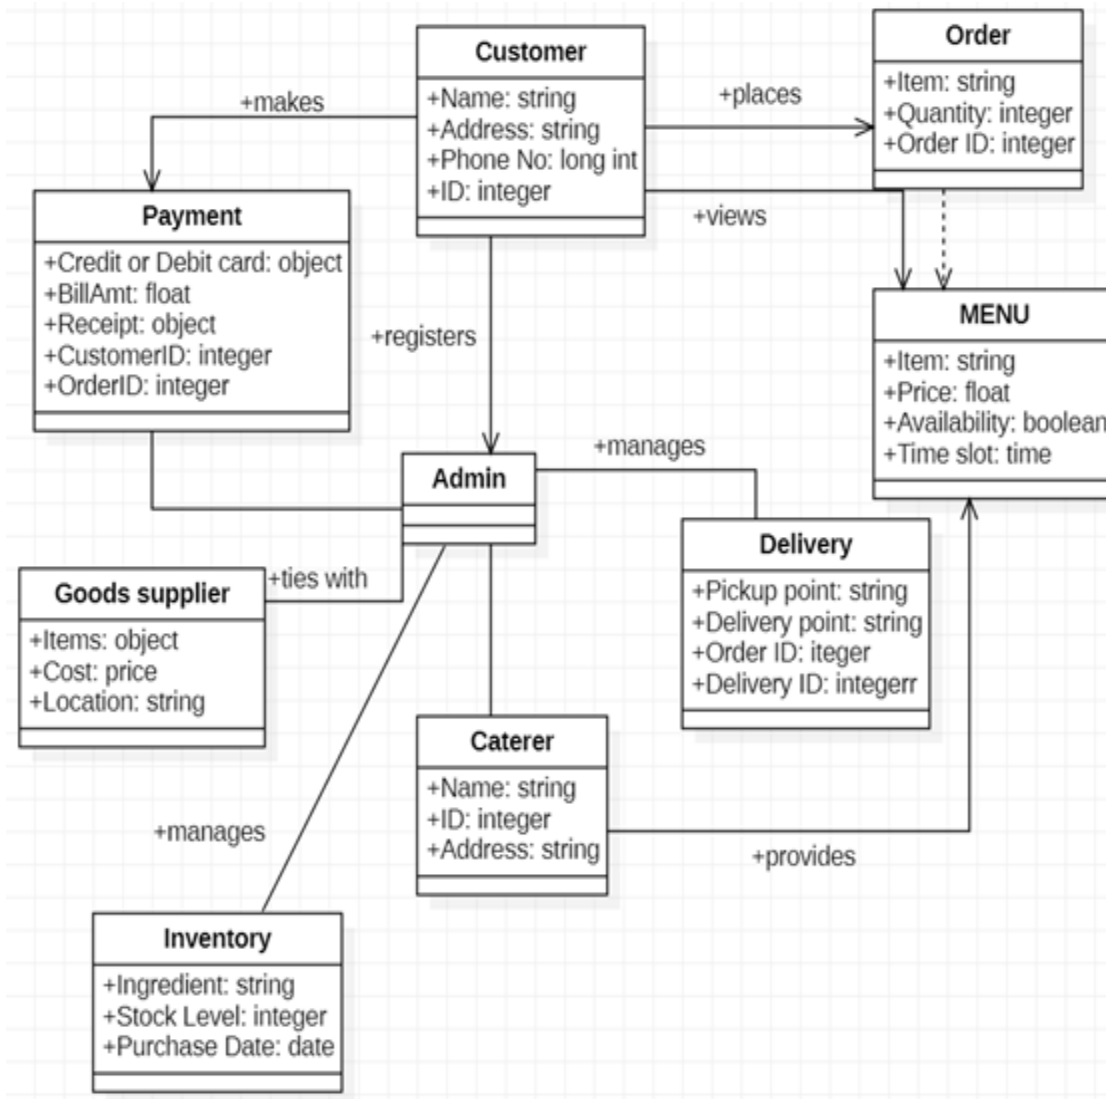 Customer
+Name: string
+Address: string
+Phone No: long int
+ID: integer
Order
+Item: string
+Quantity: integer
+Order ID: integer
+makes
+places
+views
+registers
Payment
+Credit or Debit card: object
+BillAmt: float
+Receipt: object
+CustomerID: integer
+OrderID: integer
MENU
+Item: string
+Price: float
+Availability: boolean
+Time slot: time
Admin
+manages
+ties with
Goods supplier
+Items: object
+Cost: price
+Location: string
Delivery
+Pickup point: string
+Delivery point: string
+Order ID: iteger
+Delivery ID: integerr
Caterer
+Name: string
+ID: integer
+Address: string
+provides
+manages
Inventory
+Ingredient: string
+Stock Level: integer
+Purchase Date: date